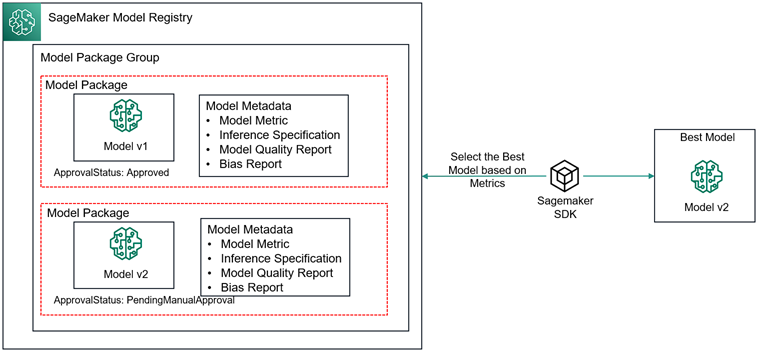 SageMaker Model Registry
Model Package Group
Model Package
Model v1
ApprovalStatus: Approved
Model Metadata
• Model Metric
• Inference Specification
• Model Quality Report
• Bias Report
Model Package
Model v2
ApprovalStatus: PendingManualApproval
Model Metadata
• Model Metric
• Inference Specification
• Model Quality Report
• Bias Report
Select the Best
Model based on
Metrics
Sagemaker
SDK
Best Model
Model v2